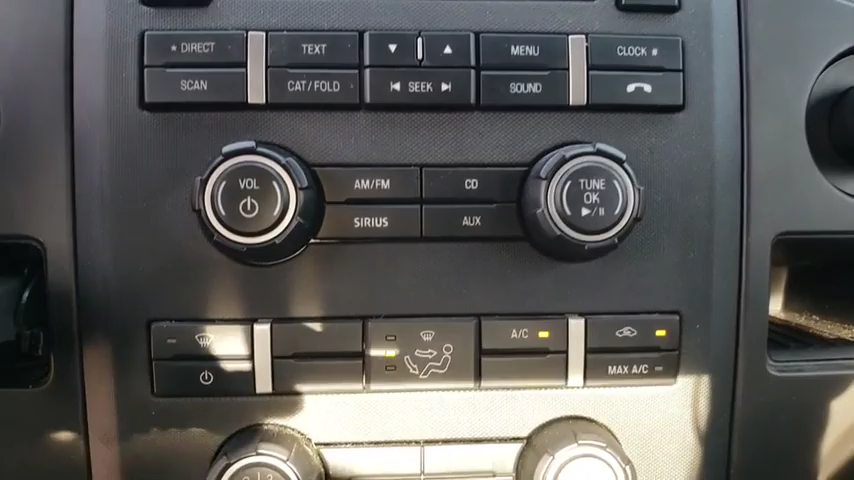 * DIRECT
TEXT
MENU
CLOCK #
SCAN
CAT/FOLD
SEEK
SOUND
VOL
AM/FM
CD
TUNE
OK
SIRIUS
AUX
A/C
MAX A/C